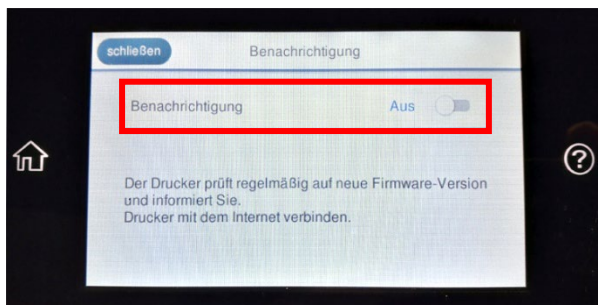 schließen
Benachrichtigung
Benachrichtigung Aus
Der Drucker prüft regelmäßig auf neue Firmware-Version
und informiert Sie.
Drucker mit dem Internet verbinden.
?